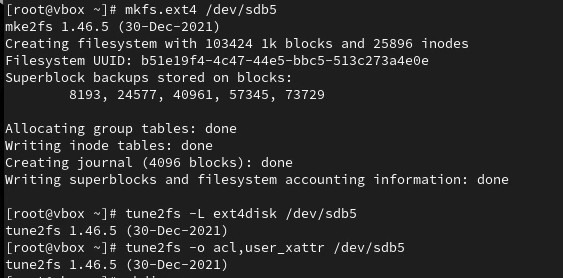 [root@vbox ~]# mkfs.ext4 /dev/sdb5
mke2fs 1.46.5 (30-Dec-2021)
Creating filesystem with 103424 1k blocks and 25896 inodes
Filesystem UUID: b51e19f4-4c47-44e5-bbc5-513c273a4e0e
Superblock backups stored on blocks:
        8193, 24577, 40961, 57345, 73729

Allocating group tables: done
Writing inode tables: done
Creating journal (4096 blocks): done
Writing superblocks and filesystem accounting information: done

[root@vbox ~]# tune2fs -L ext4disk /dev/sdb5
tune2fs 1.46.5 (30-Dec-2021)
[root@vbox ~]# tune2fs -o acl,user_xattr /dev/sdb5
tune2fs 1.46.5 (30-Dec-2021)